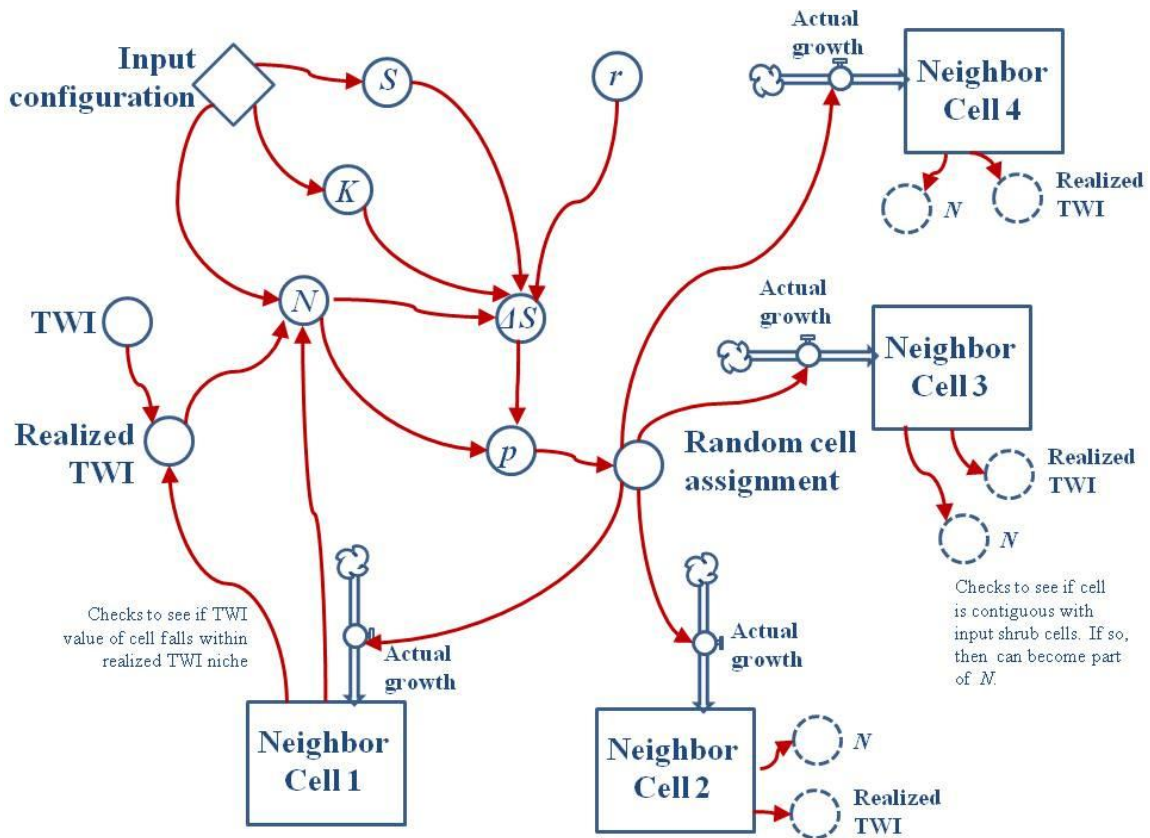 Input
configuration
S
r
K
N
ΔS
p
TWI
Realized
TWI
Random cell
assignment
Actual
growth
Neighbor
Cell 4
N
Realized
TWI
Actual
growth
Neighbor
Cell 3
Realized
TWI
N
Checks to see if cell
is contiguous with
input shrub cells. If so,
then can become part
of N.
Checks to see if TWI
value of cell falls within
realized TWI niche
Actual
growth
Neighbor
Cell 1
Actual
growth
Neighbor
Cell 2
N
Realized
TWI